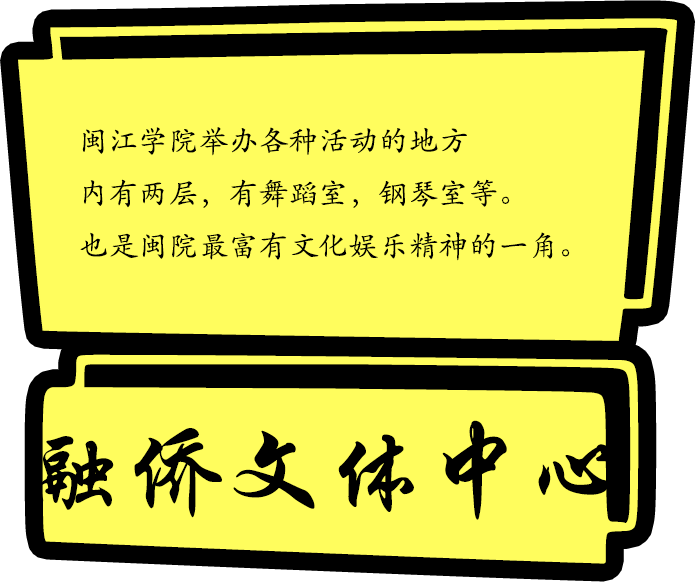 闽江学院举办各种活动的地方
内有两层，有舞蹈室，钢琴室等。
也是闽院最富有文化娱乐精神的一角。
融侨文体中心